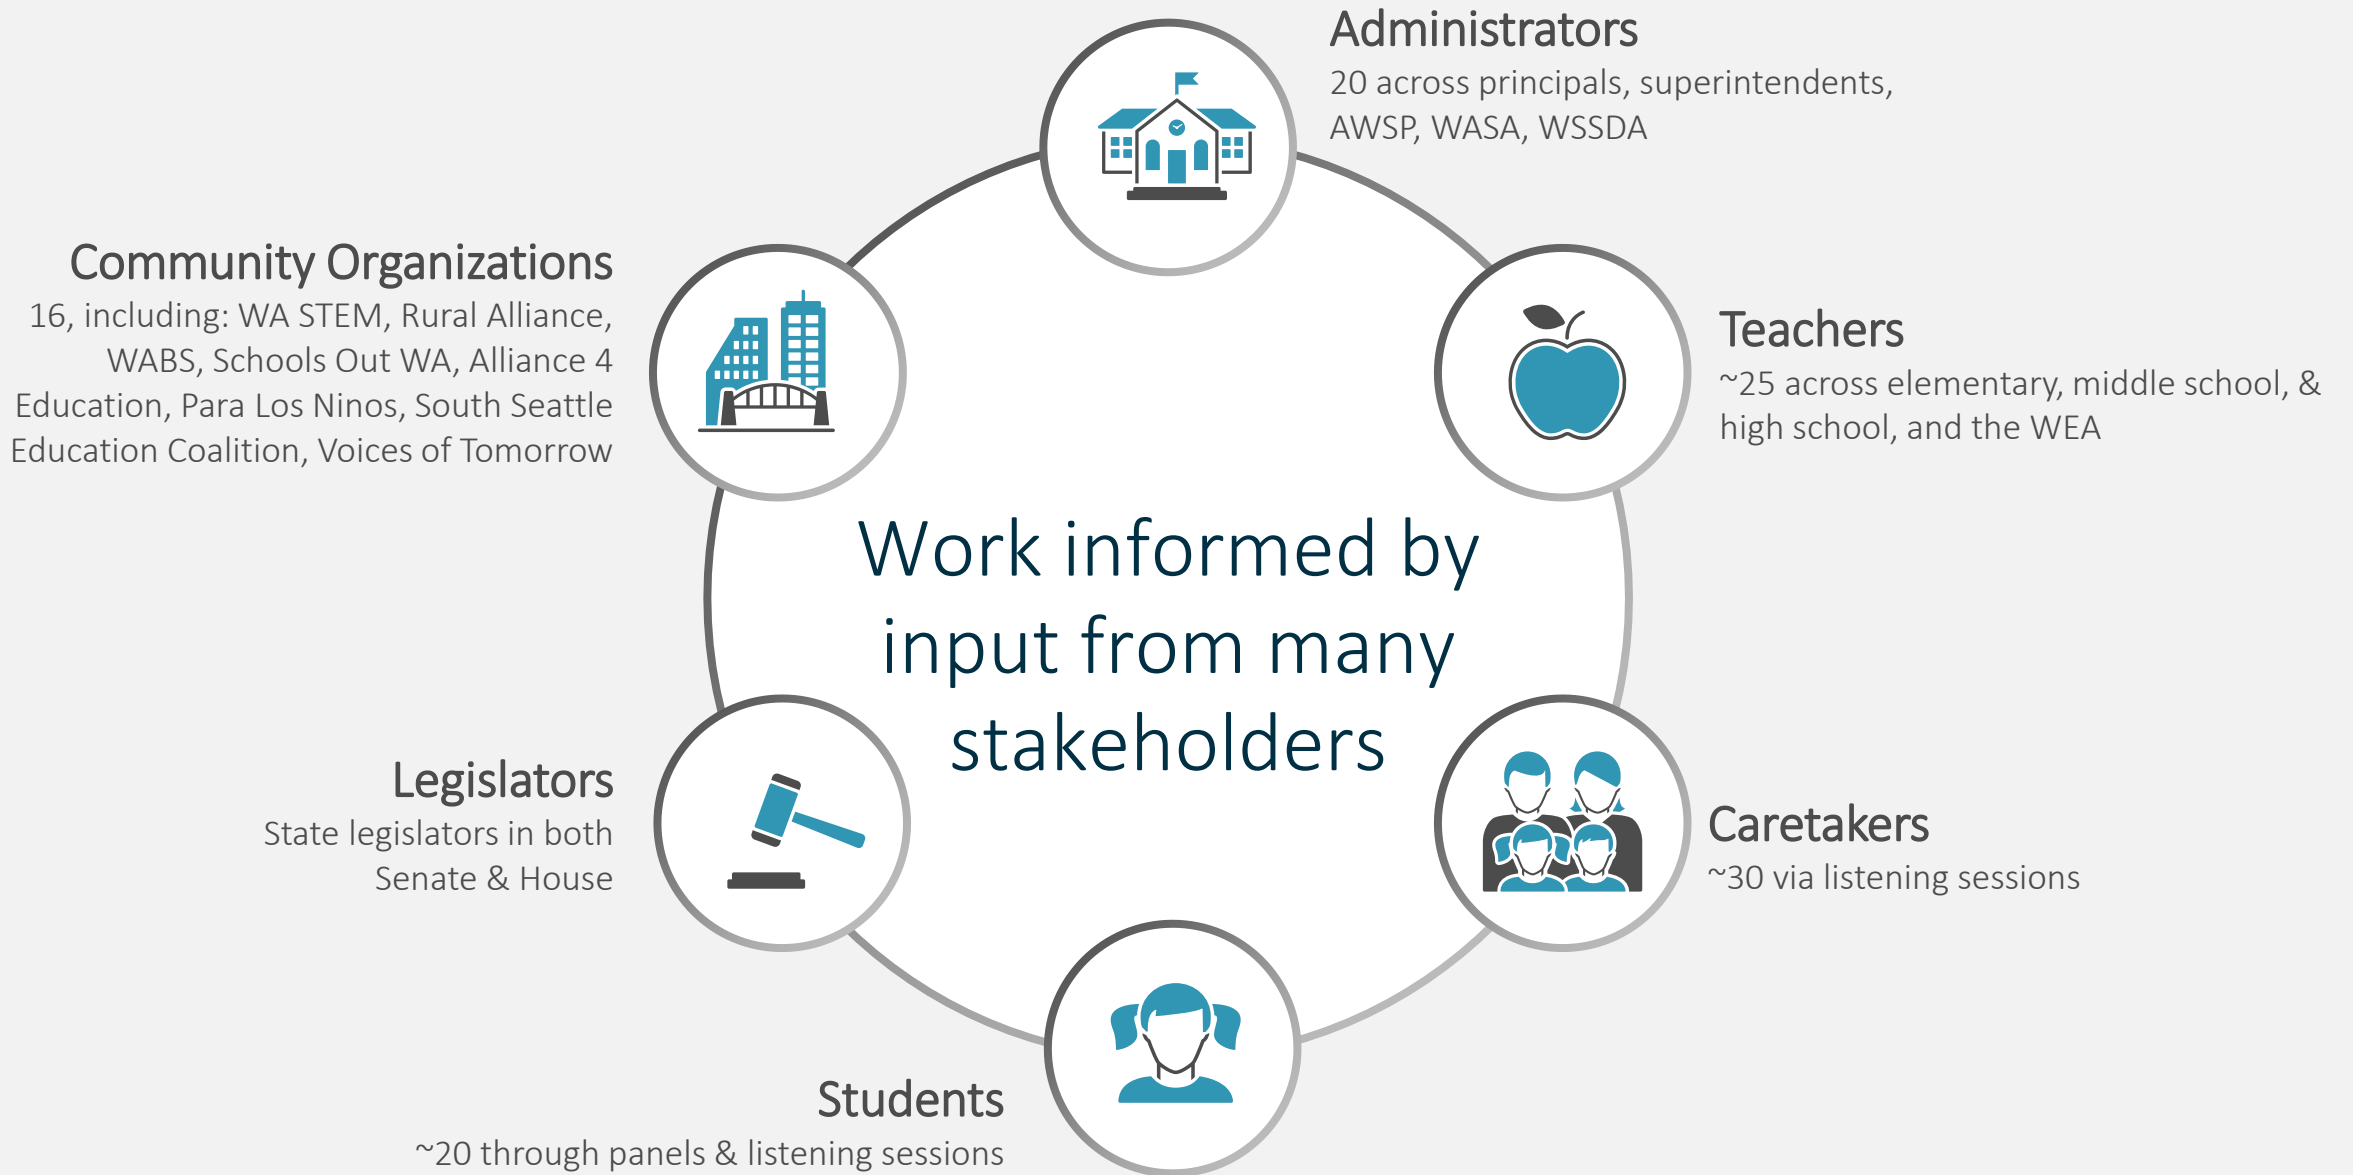 Administrators
20 across principals, superintendents,
AWSP, WASA, WSSDA
Teachers
~25 across elementary, middle school, &
high school, and the WEA
Caretakers
~30 via listening sessions
Students
~20 through panels & listening sessions
Legislators
State legislators in both
Senate & House
Community Organizations
16, including: WA STEM, Rural Alliance,
WABS, Schools Out WA, Alliance 4
Education, Para Los Ninos, South Seattle
Education Coalition, Voices of Tomorrow
Work informed by
input from many
stakeholders